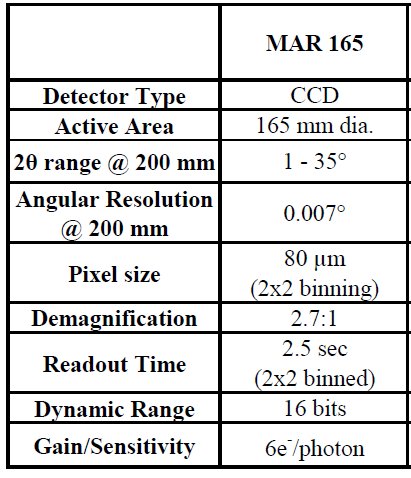 MAR 165
Detector Type CCD
Active Area 165 mm dia.
2θ range @ 200 mm 1 - 35°
Angular Resolution
@ 200 mm 0.007°
Pixel size 80 µm
(2x2 binning)
Demagnification 2.7:1
Readout Time 2.5 sec
(2x2 binned)
Dynamic Range 16 bits
Gain/Sensitivity 6e⁻/photon